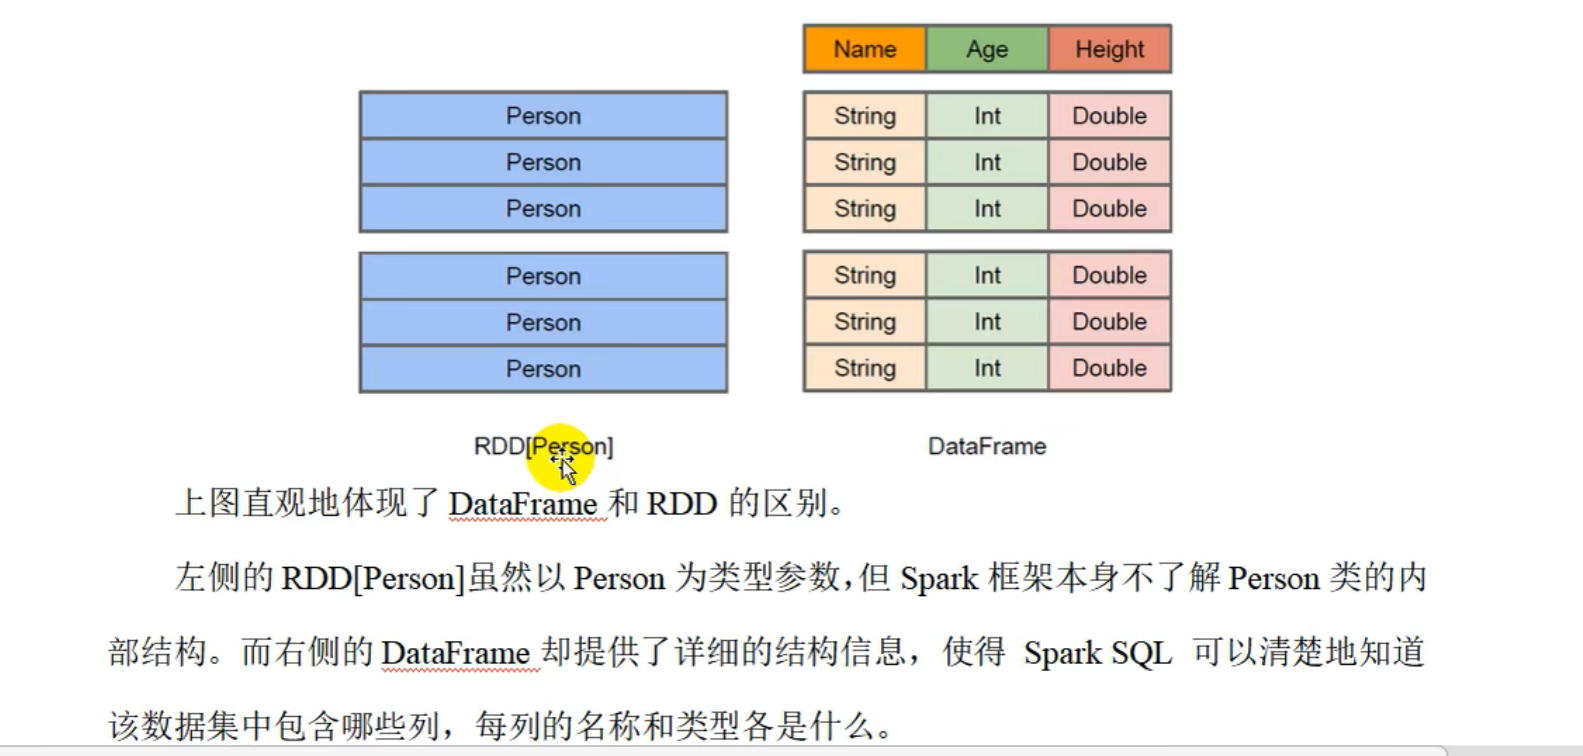 Name Age Height
Person String Int Double
Person String Int Double
Person String Int Double
Person String Int Double
Person String Int Double
Person String Int Double
RDD[Person] DataFrame
上图直观地体现了 DataFrame 和 RDD 的区别。
左侧的 RDD[Person]虽然以 Person 为类型参数,但 Spark 框架本身不了解 Person 类的内
部结构。而右侧的 DataFrame 却提供了详细的结构信息，使得 Spark SQL 可以清楚地知道
该数据集中包含哪些列，每列的名称和类型各是什么。